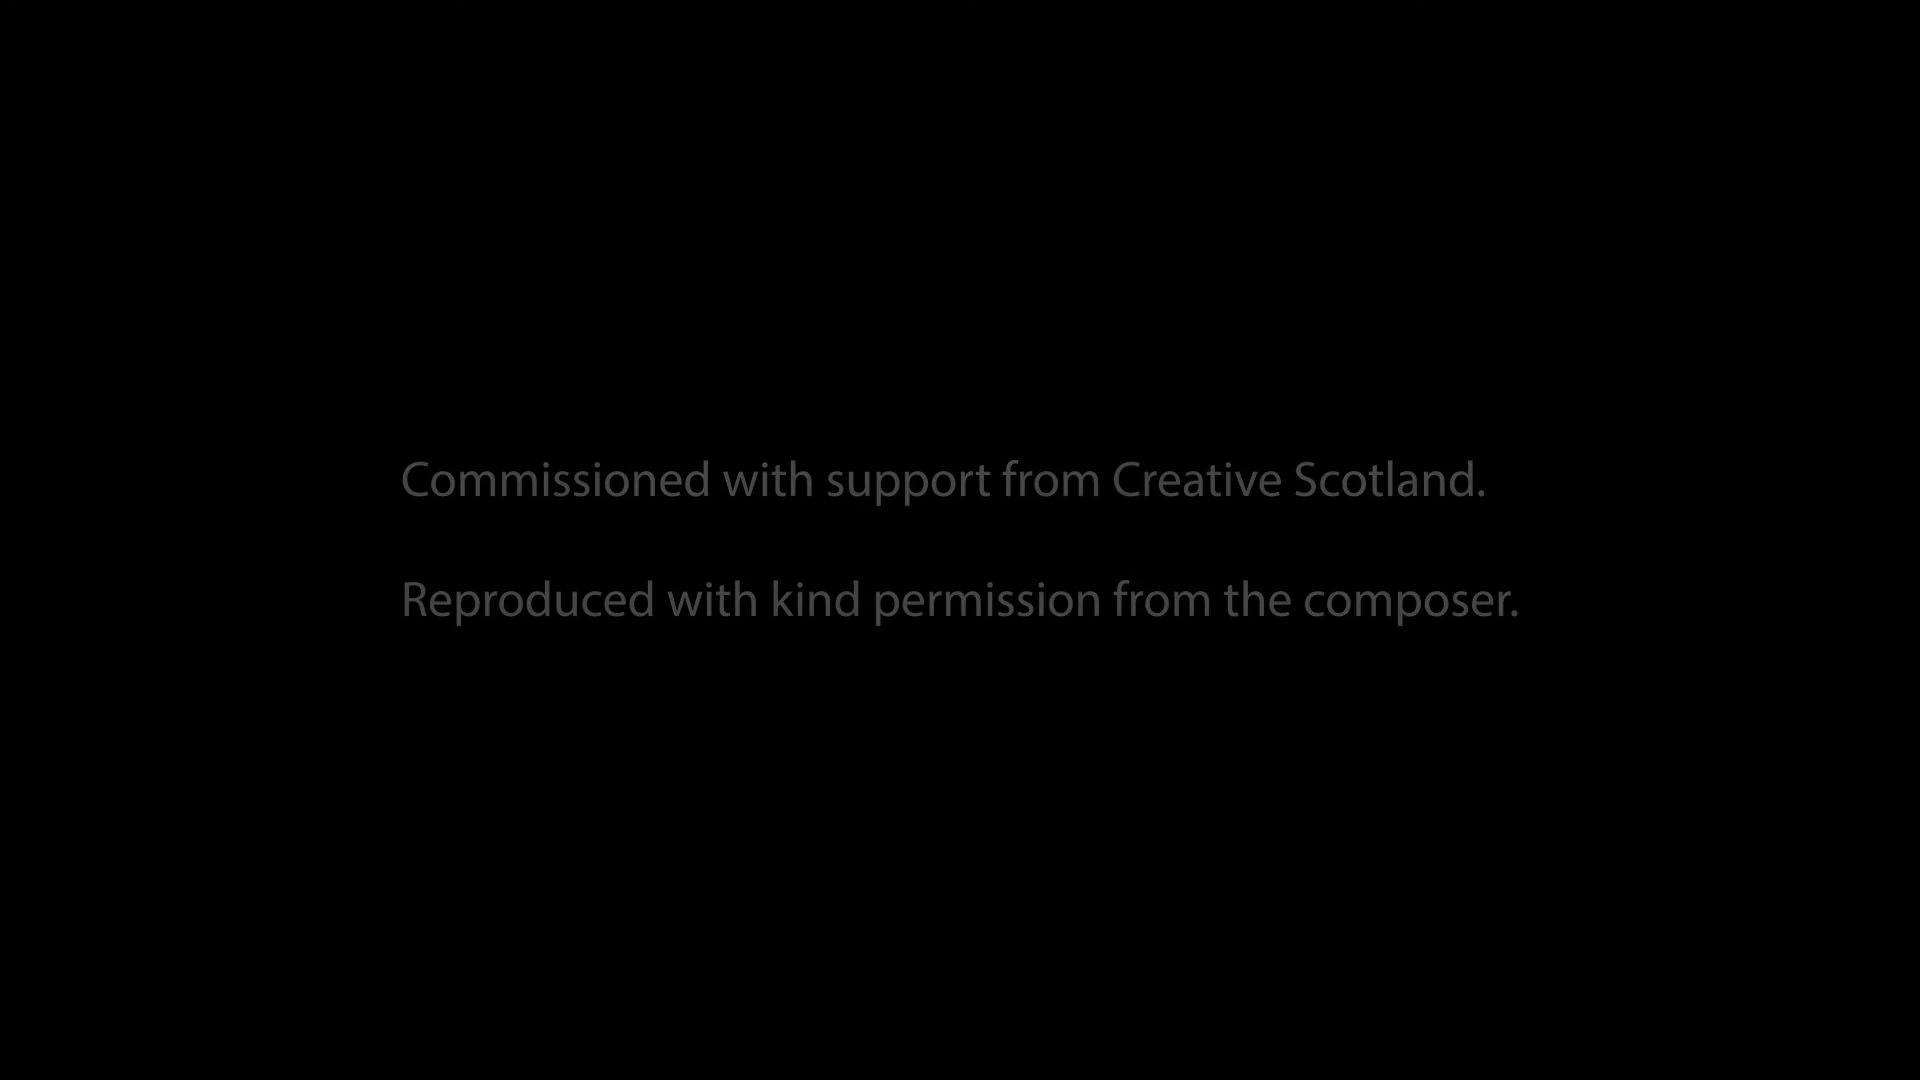 Commissioned with support from Creative Scotland.
Reproduced with kind permission from the composer.